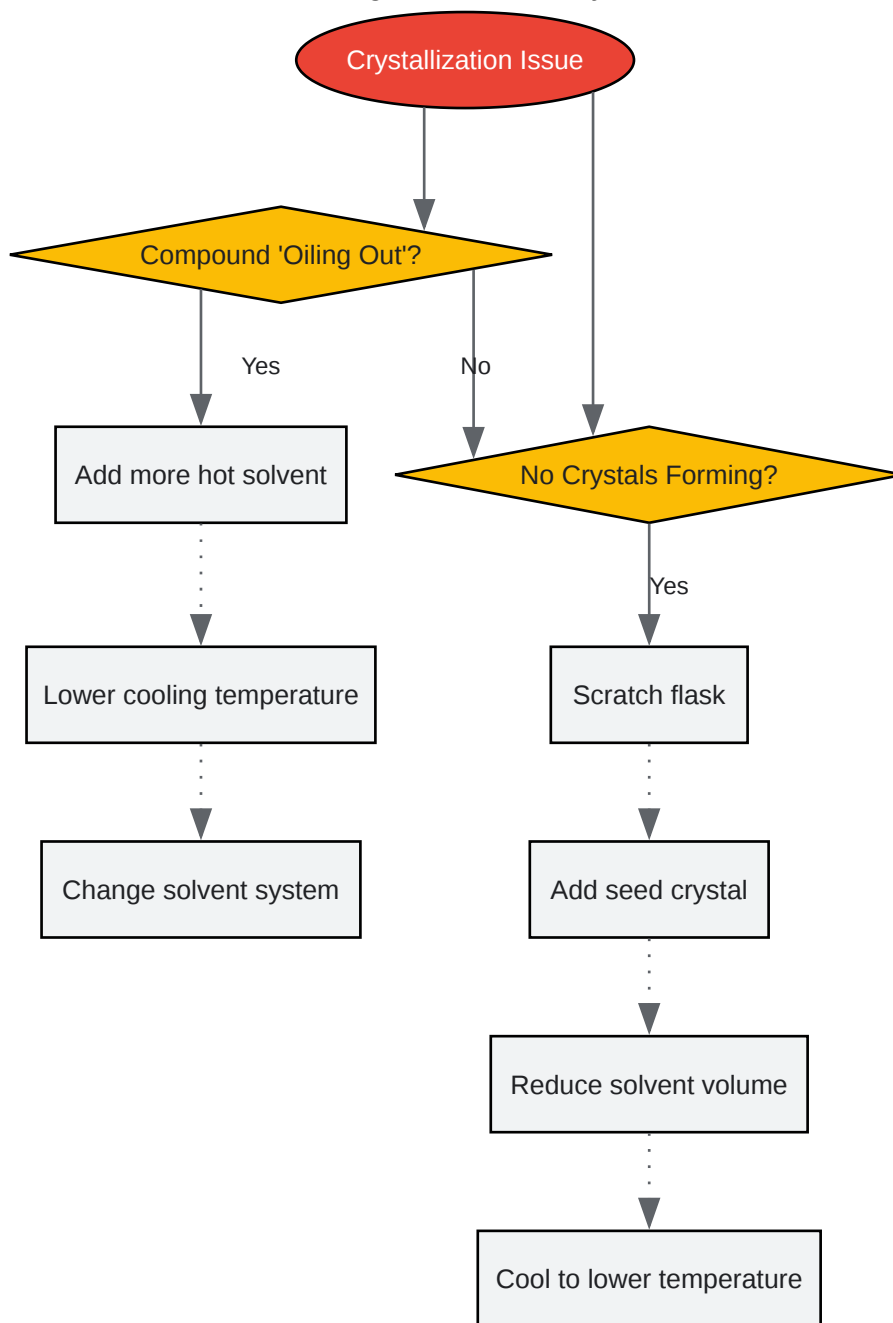 Crystallization Issue
Compound 'Oiling Out'?
Yes
No
Add more hot solvent
No Crystals Forming?
Yes
Lower cooling temperature
Scratch flask
Change solvent system
Add seed crystal
Reduce solvent volume
Cool to lower temperature